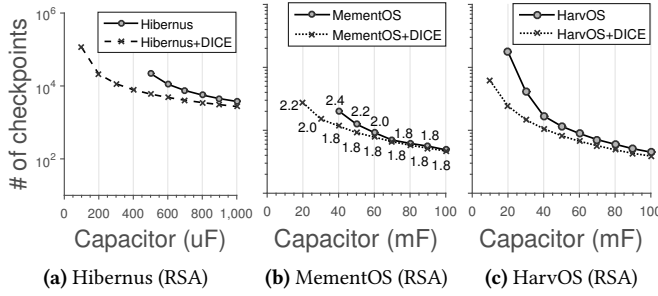 # of checkpoints
10^6
10^4
10^2
Hibernus
Hibernus+DICE
0 200 400 600 800 1,000
Capacitor (uF)
(a) Hibernus (RSA)
MementOS
MementOS+DICE
2.4
2.2
2.2
2.0
2.0
1.8
1.8
1.8
1.8
1.8
1.8
1.8
1.8
0 20 40 60 80 100
Capacitor (mF)
(b) MementOS (RSA)
HarvOS
HarvOS+DICE
0 20 40 60 80 100
Capacitor (mF)
(c) HarvOS (RSA)